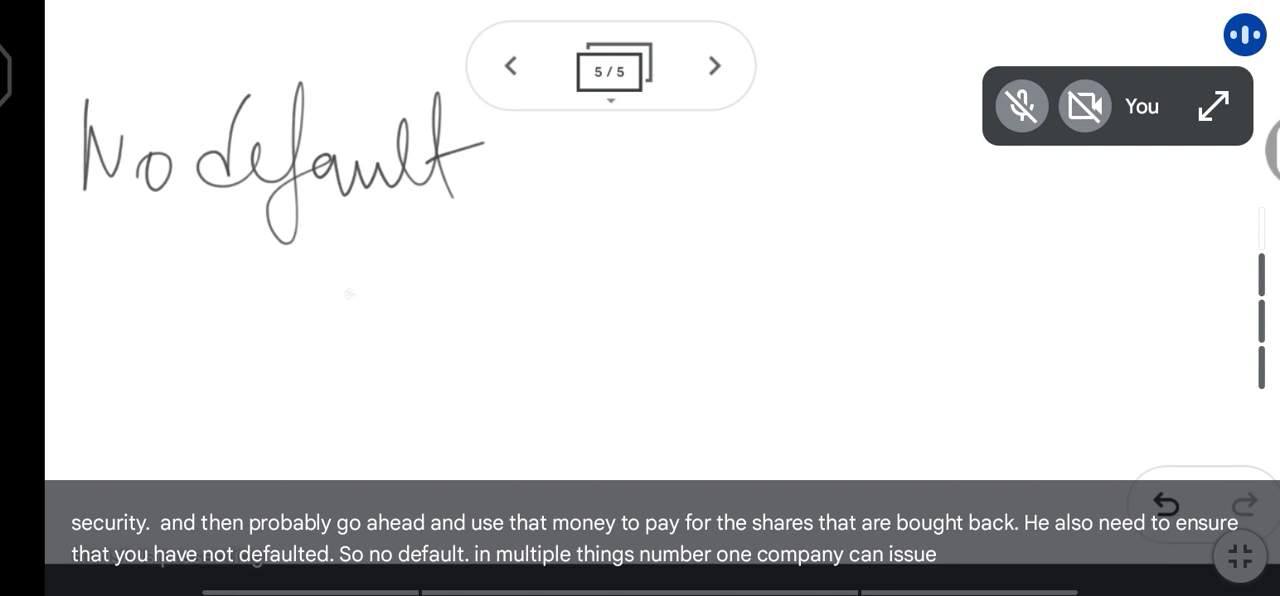 5 / 5
You
No default
security. and then probably go ahead and use that money to pay for the shares that are bought back. He also need to ensure
that you have not defaulted. So no default. in multiple things number one company can issue